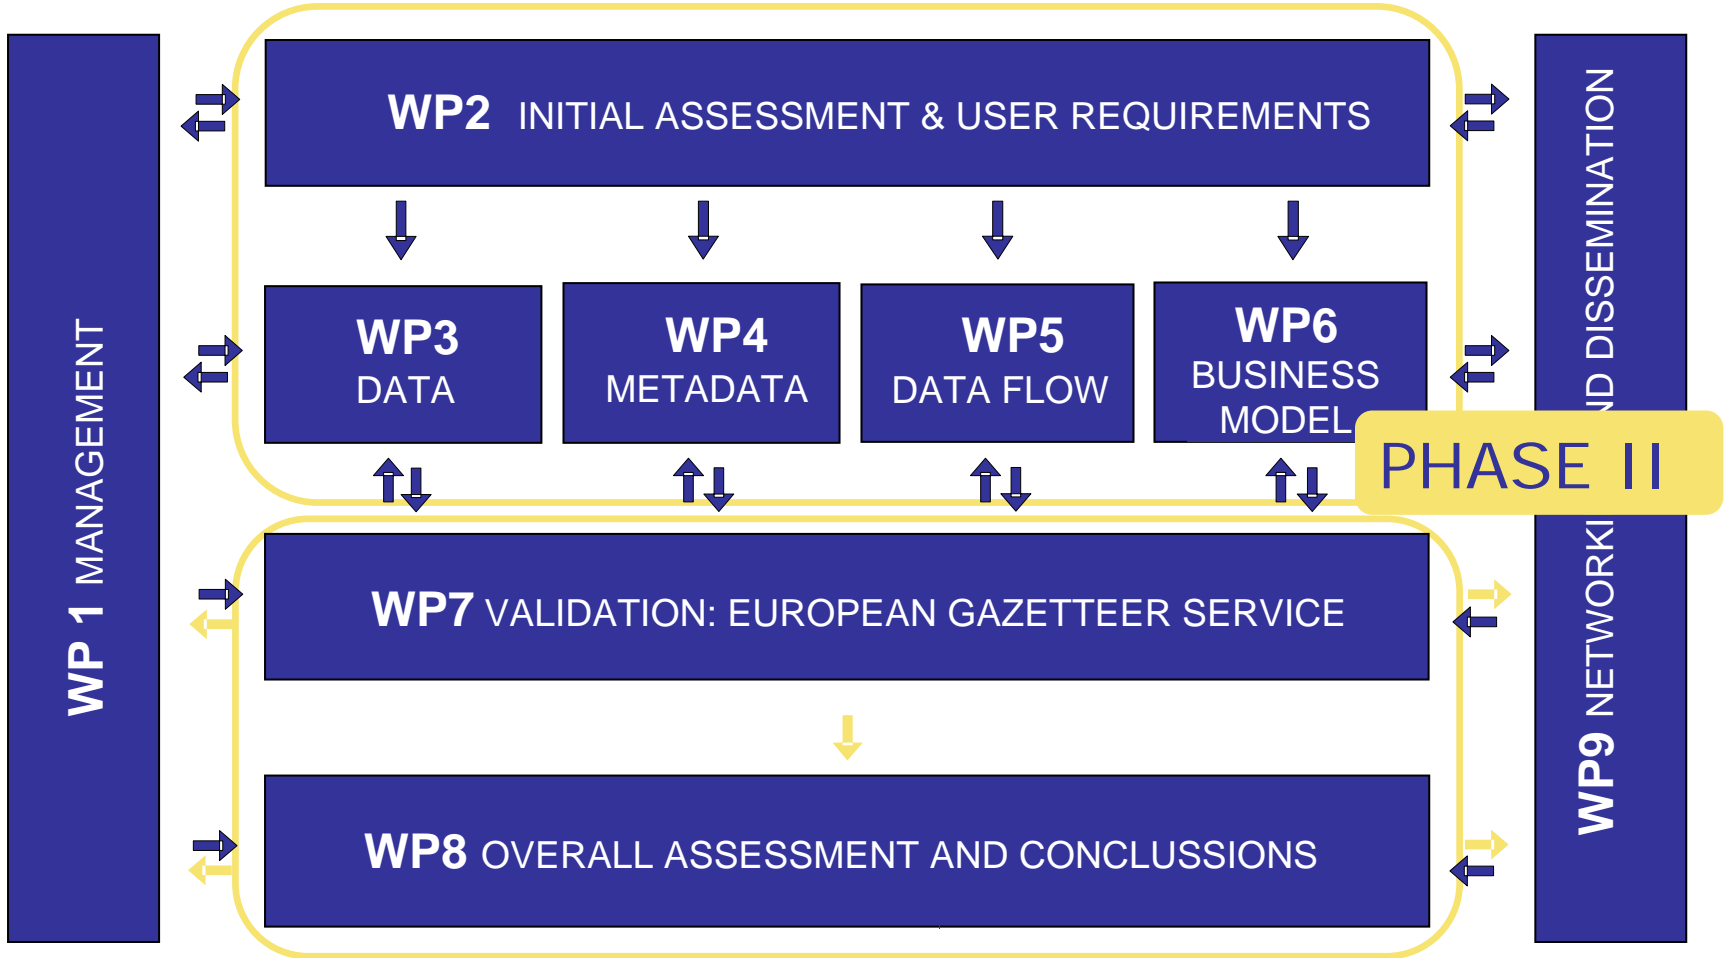 WP 1 MANAGEMENT
WP2 INITIAL ASSESSMENT & USER REQUIREMENTS
WP3
DATA
WP4
METADATA
WP5
DATA FLOW
WP6
BUSINESS
MODEL
PHASE II
WP7 VALIDATION: EUROPEAN GAZETTEER SERVICE
WP8 OVERALL ASSESSMENT AND CONCLUSSIONS
WP9 NETWORKI ND DISSEMINATION